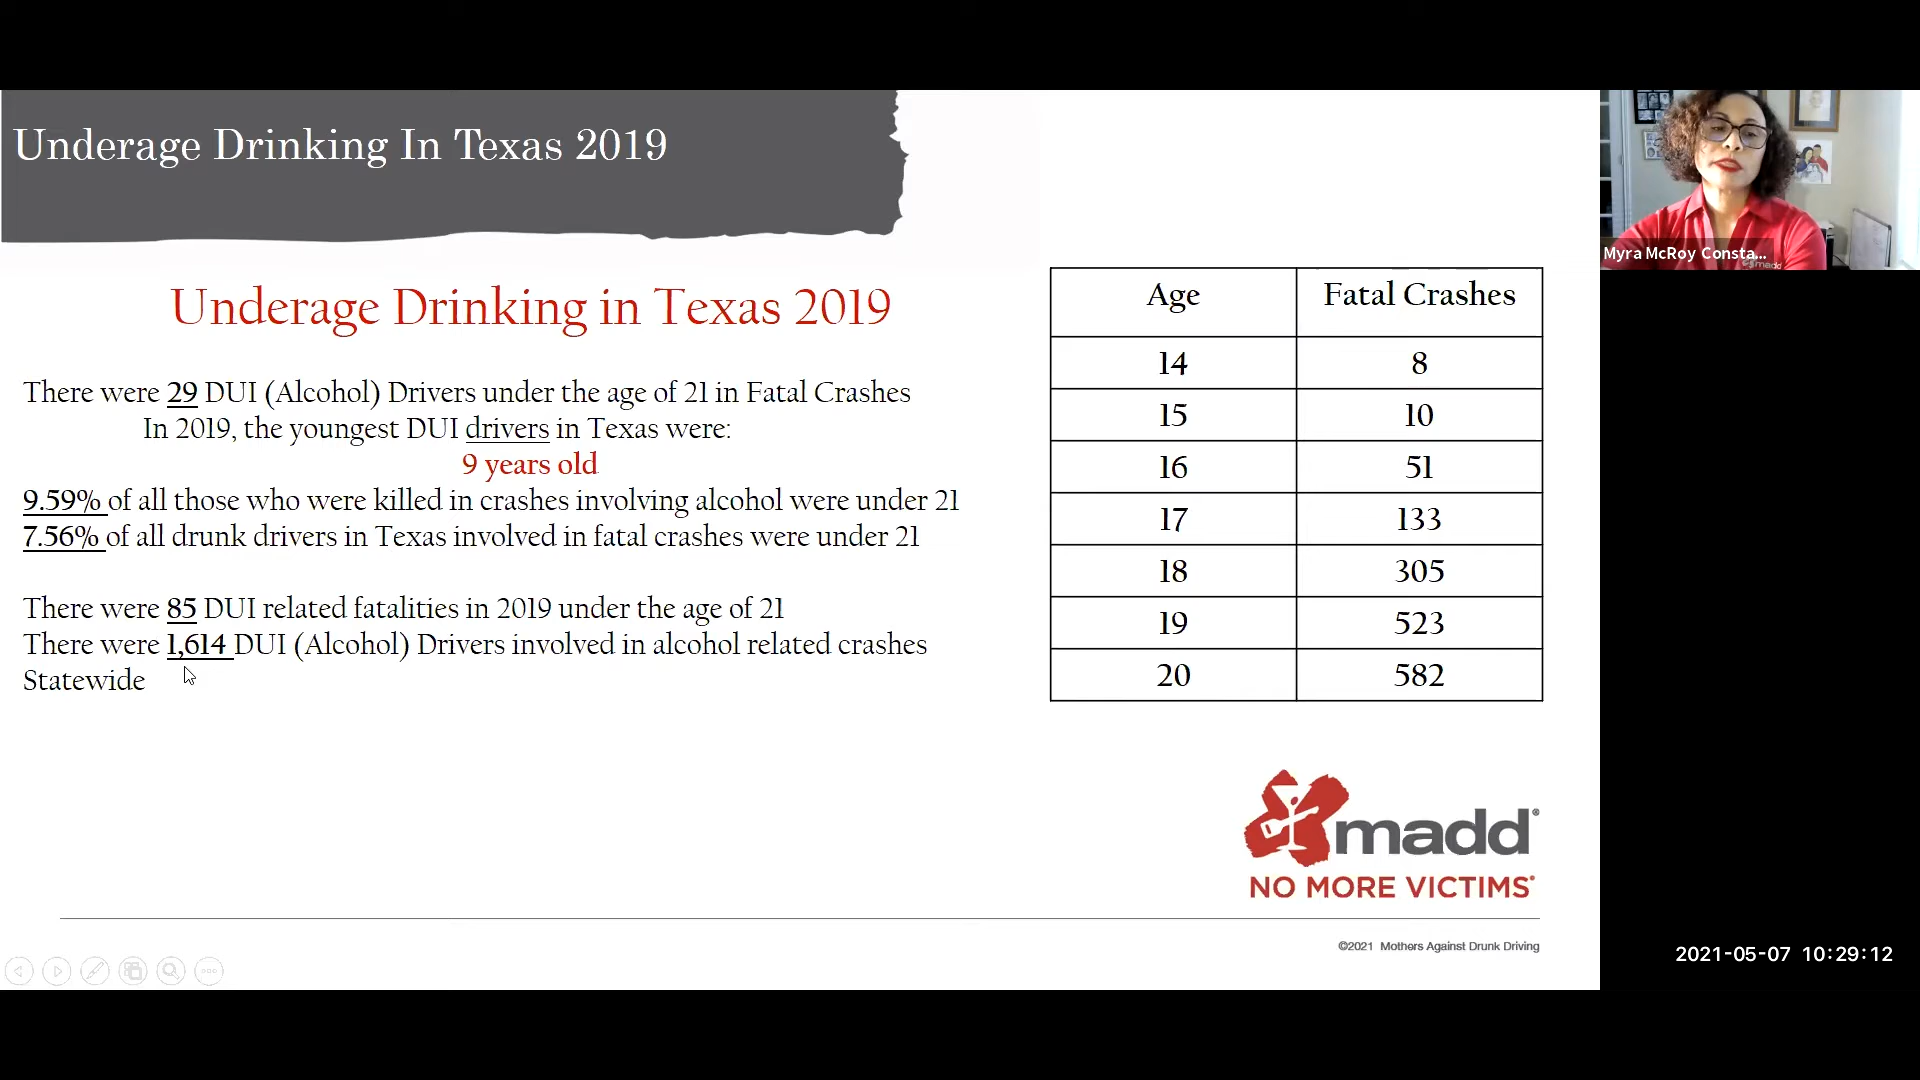 Underage Drinking In Texas 2019
Underage Drinking in Texas 2019
There were 29 DUI (Alcohol) Drivers under the age of 21 in Fatal Crashes
In 2019, the youngest DUI drivers in Texas were:
9 years old
9.59% of all those who were killed in crashes involving alcohol were under 21
7.56% of all drunk drivers in Texas involved in fatal crashes were under 21
There were 85 DUI related fatalities in 2019 under the age of 21
There were 1,614 DUI (Alcohol) Drivers involved in alcohol related crashes
Statewide
Age Fatal Crashes
14 8
15 10
16 51
17 133
18 305
19 523
20 582
madd®
NO MORE VICTIMS®
©2021 Mothers Against Drunk Driving
Myra McRoy Consta...
madd
2021-05-07 10:29:12